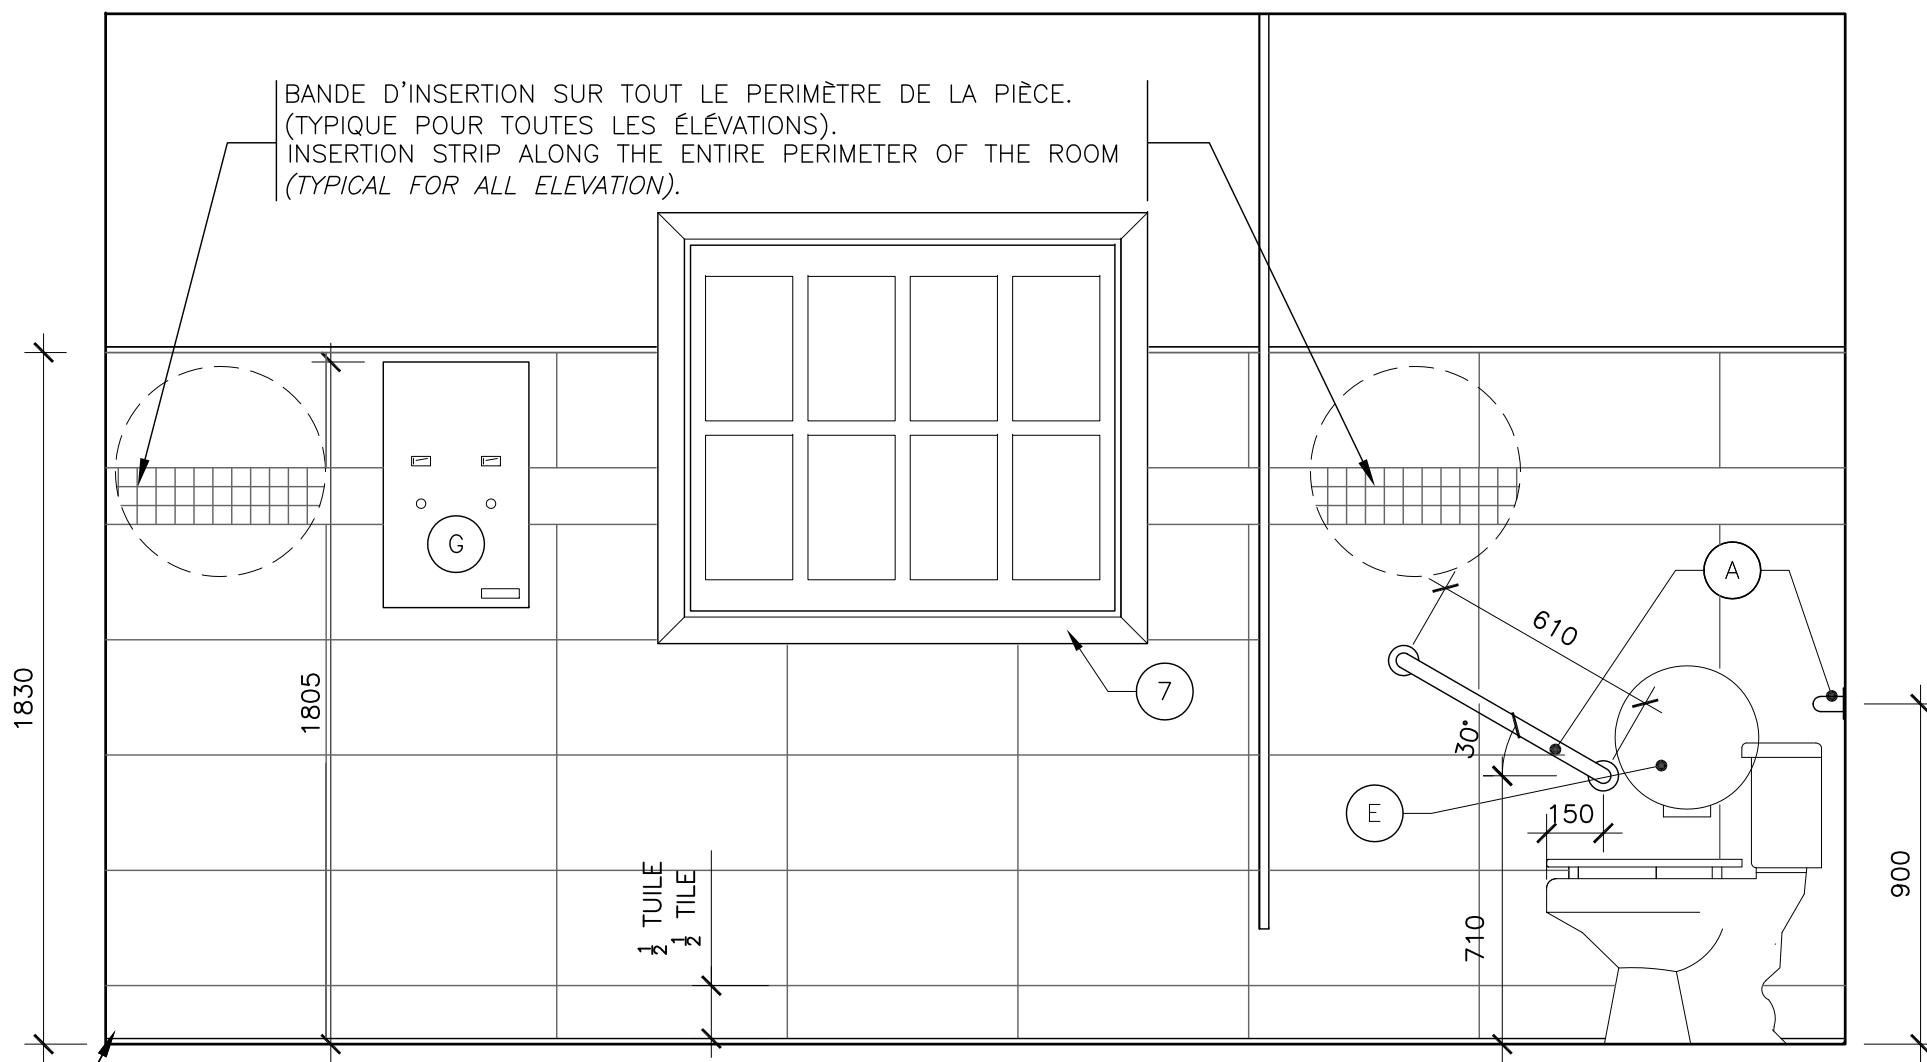 BANDE D'INSERTION SUR TOUT LE PERIMÈTRE DE LA PIÈCE.
(TYPIQUE POUR TOUTES LES ÉLÉVATIONS).
INSERTION STRIP ALONG THE ENTIRE PERIMETER OF THE ROOM
(TYPICAL FOR ALL ELEVATION).
G
A
610
1830
1805
7
30°
E
150
900
1/2 TUILE
1/2 TILE
710